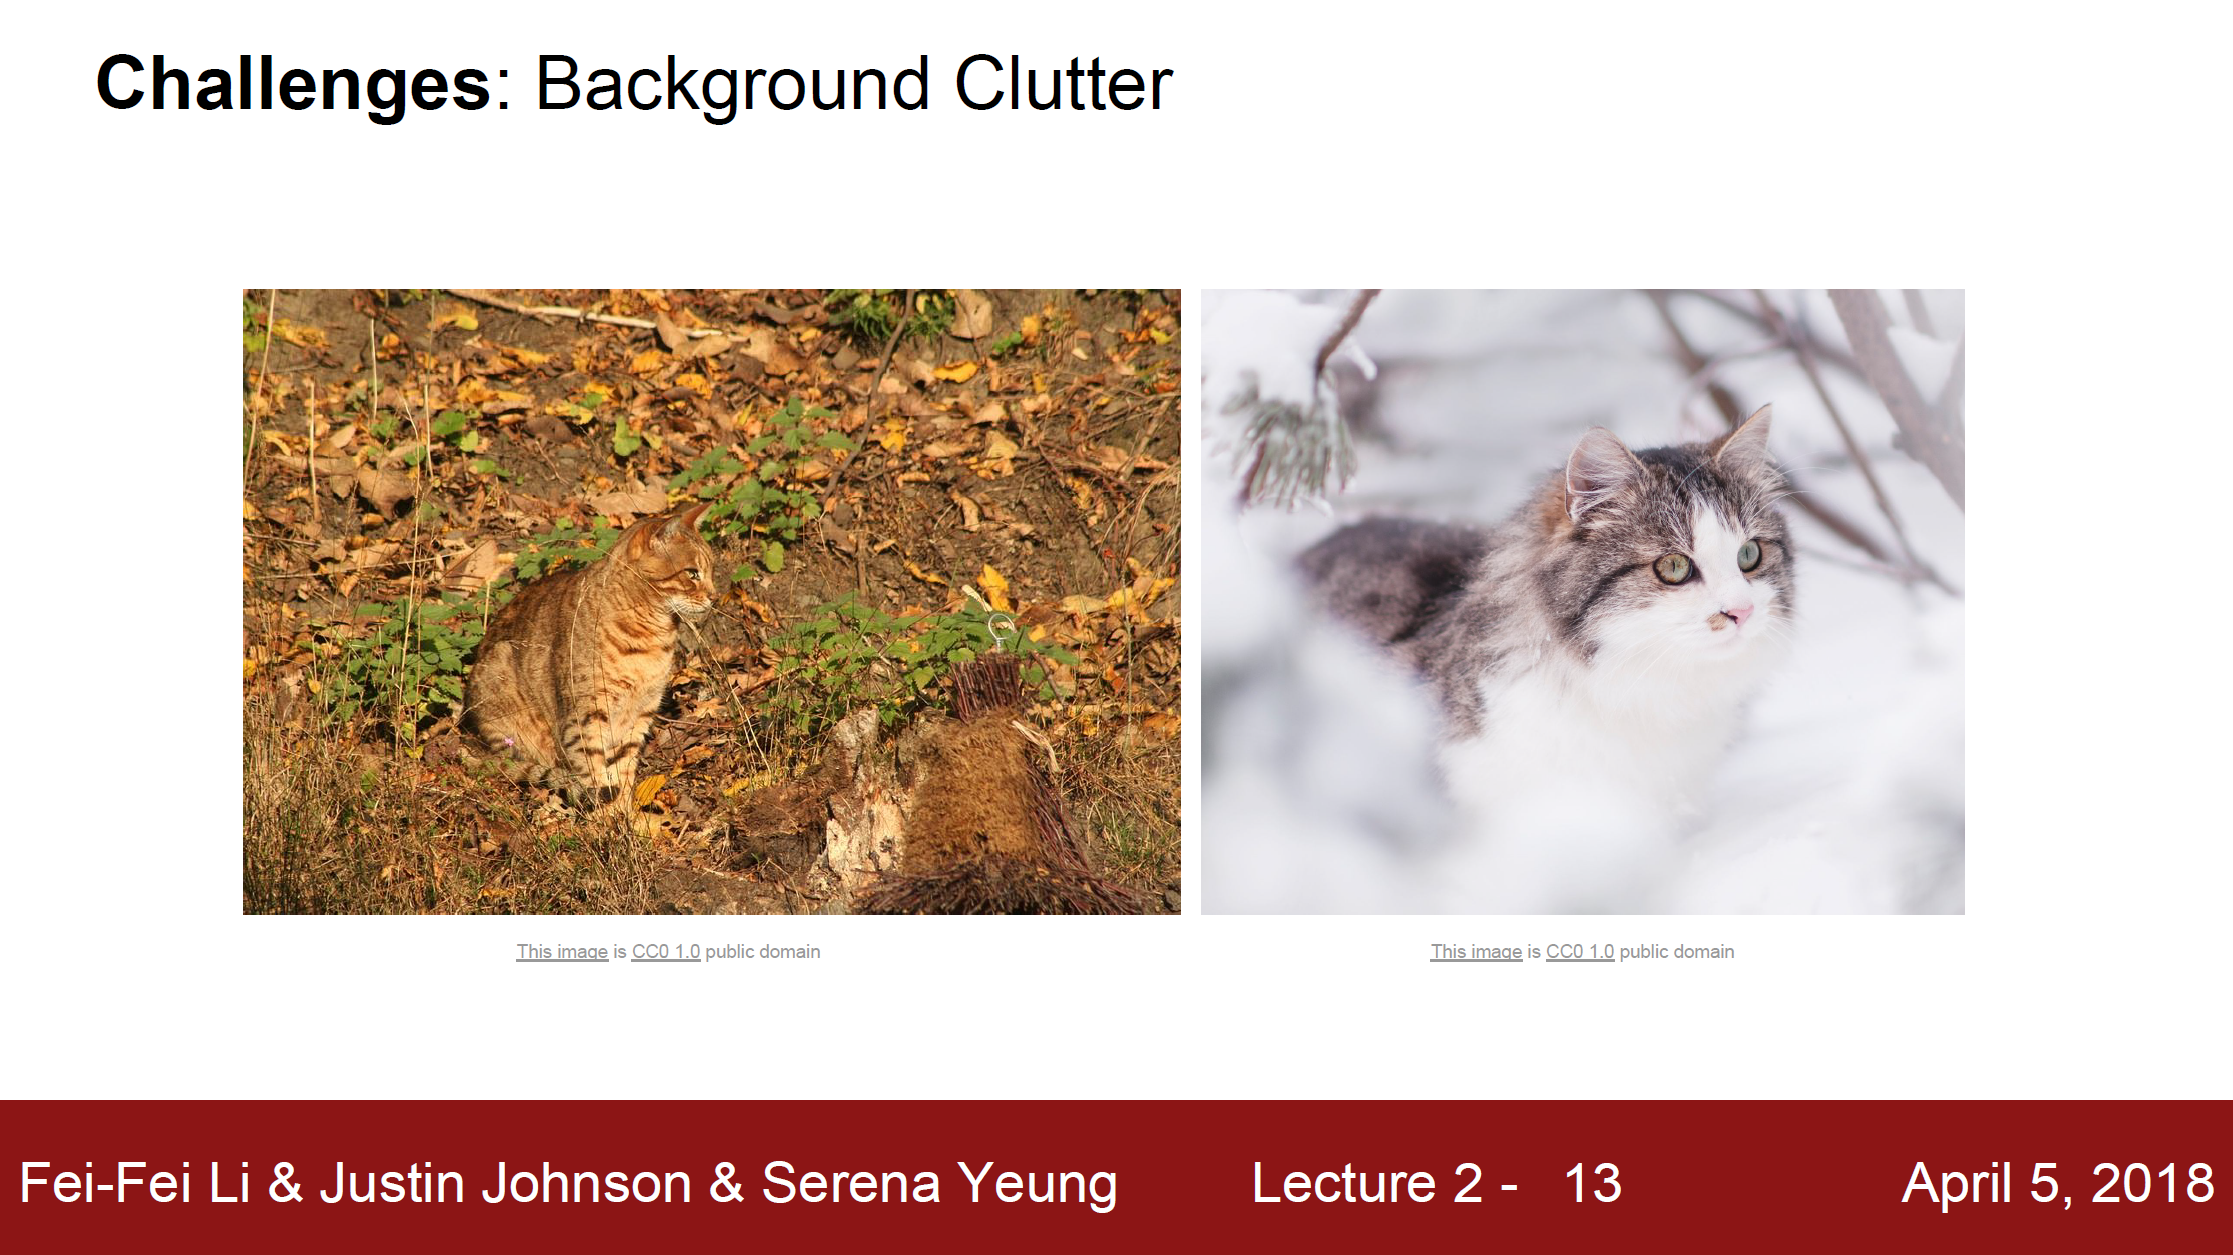 Challenges: Background Clutter
This image is CC0 1.0 public domain
This image is CC0 1.0 public domain
Fei-Fei Li & Justin Johnson & Serena Yeung
Lecture 2 - 13
April 5, 2018